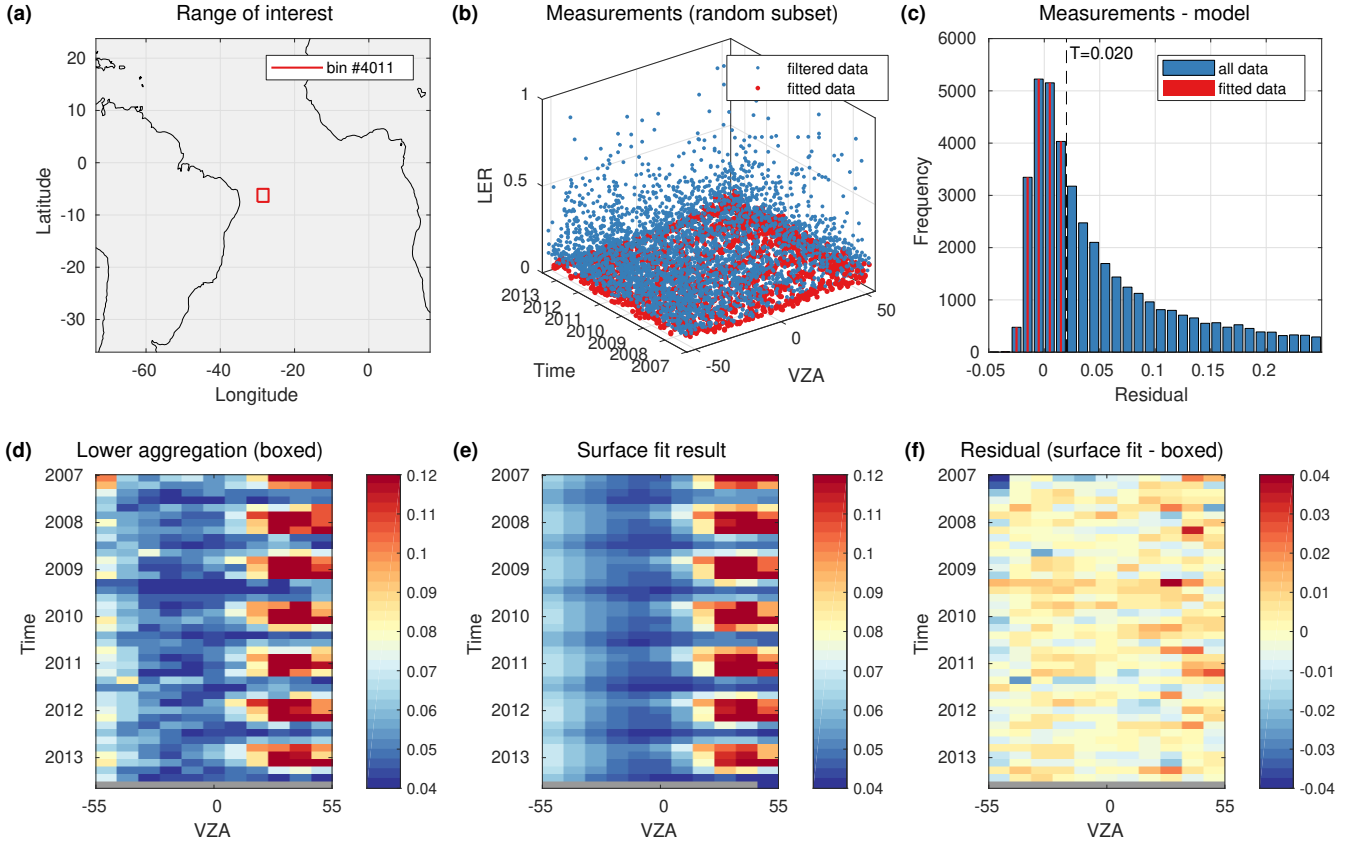 (a) Range of interest
bin #4011
20
10
0
-10
-20
-30
Latitude
-60 -40 -20 0
Longitude
(b) Measurements (random subset)
filtered data
fitted data
1
0.5
0
LER
2013
2012
2011
2010
2009
2008
2007
Time
-50
0
50
VZA
(c) Measurements - model
T=0.020
all data
fitted data
6000
5000
4000
3000
2000
1000
0
Frequency
-0.05 0 0.05 0.1 0.15 0.2
Residual
(d) Lower aggregation (boxed)
2007
2008
2009
2010
2011
2012
2013
Time
-55 0 55
VZA
0.12
0.11
0.1
0.09
0.08
0.07
0.06
0.05
0.04
(e) Surface fit result
-55 0 55
VZA
0.12
0.11
0.1
0.09
0.08
0.07
0.06
0.05
0.04
(f) Residual (surface fit - boxed)
2007
2008
2009
2010
2011
2012
2013
Time
-55 0 55
VZA
0.04
0.03
0.02
0.01
0
-0.01
-0.02
-0.03
-0.04